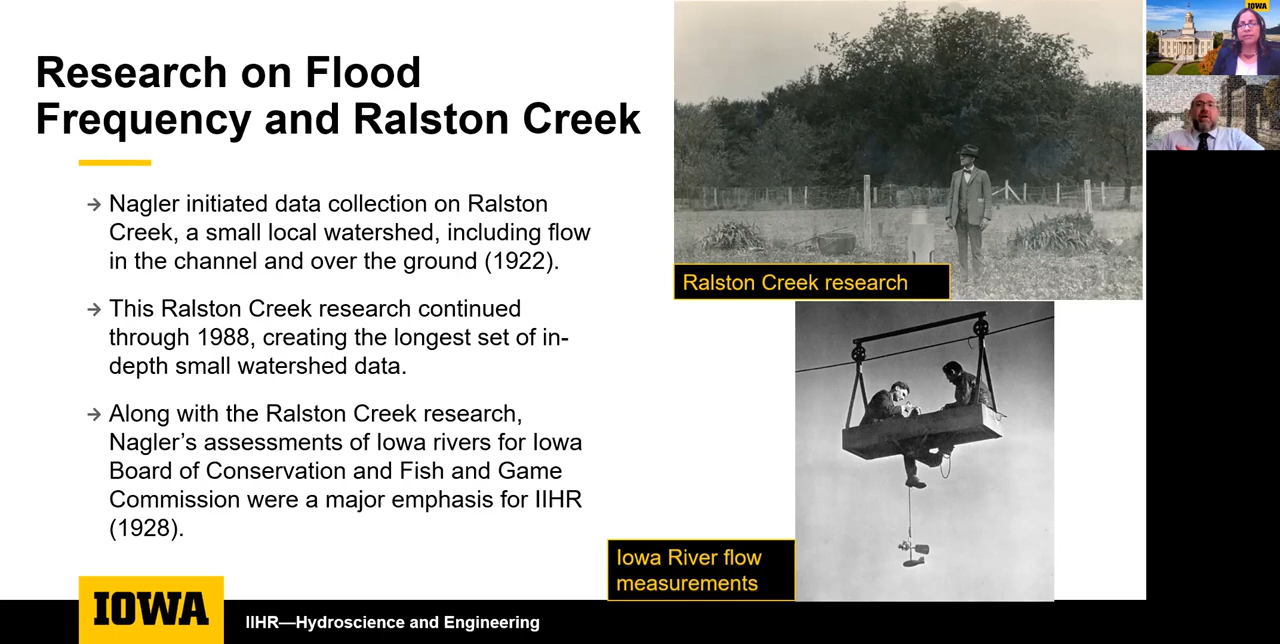 Research on Flood
Frequency and Ralston Creek
→ Nagler initiated data collection on Ralston
Creek, a small local watershed, including flow
in the channel and over the ground (1922).
→ This Ralston Creek research continued
through 1988, creating the longest set of in-
depth small watershed data.
→ Along with the Ralston Creek research,
Nagler’s assessments of Iowa rivers for Iowa
Board of Conservation and Fish and Game
Commission were a major emphasis for IIHR
(1928).
Ralston Creek research
Iowa River flow
measurements
IOWA
IIHR—Hydroscience and Engineering
IOWA